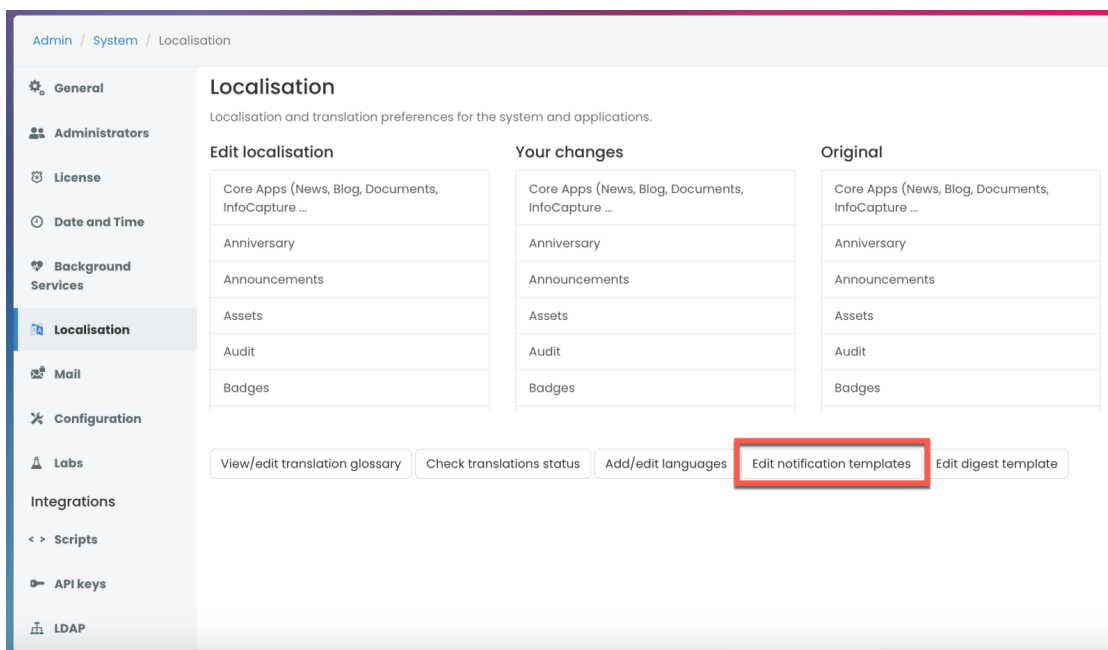 Admin / System / Localisation
General
Administrators
License
Date and Time
Background
Services
Localisation
Mail
Configuration
Labs
Integrations
Scripts
API keys
LDAP
Localisation
Localisation and translation preferences for the system and applications.
Edit localisation
Core Apps (News, Blog, Documents,
InfoCapture ...
Anniversary
Announcements
Assets
Audit
Badges
Your changes
Core Apps (News, Blog, Documents,
InfoCapture ...
Anniversary
Announcements
Assets
Audit
Badges
Original
Core Apps (News, Blog, Documents,
InfoCapture ...
Anniversary
Announcements
Assets
Audit
Badges
View/edit translation glossary
Check translations status
Add/edit languages
Edit notification templates
Edit digest template